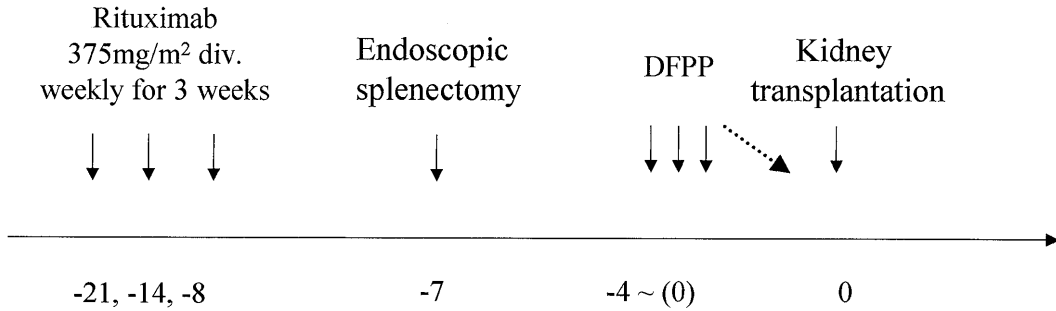 Rituximab
375mg/m² div.
weekly for 3 weeks
Endoscopic
splenectomy
DFPP
Kidney
transplantation
-21, -14, -8
-7
-4 ~ (0)
0